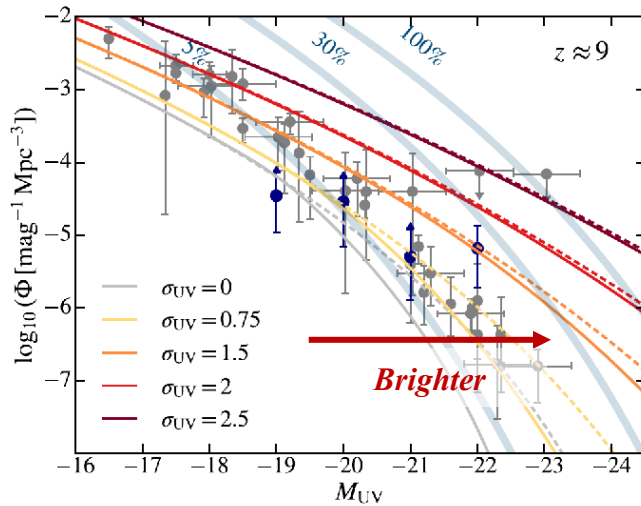 −2
−3
−4
−5
−6
−7
log₁₀(Φ [mag⁻¹ Mpc⁻³])
5%
30%
100%
z ≈ 9
σUV = 0
σUV = 0.75
σUV = 1.5
σUV = 2
σUV = 2.5
Brighter
−16 −17 −18 −19 −20 −21 −22 −23 −24
MUV